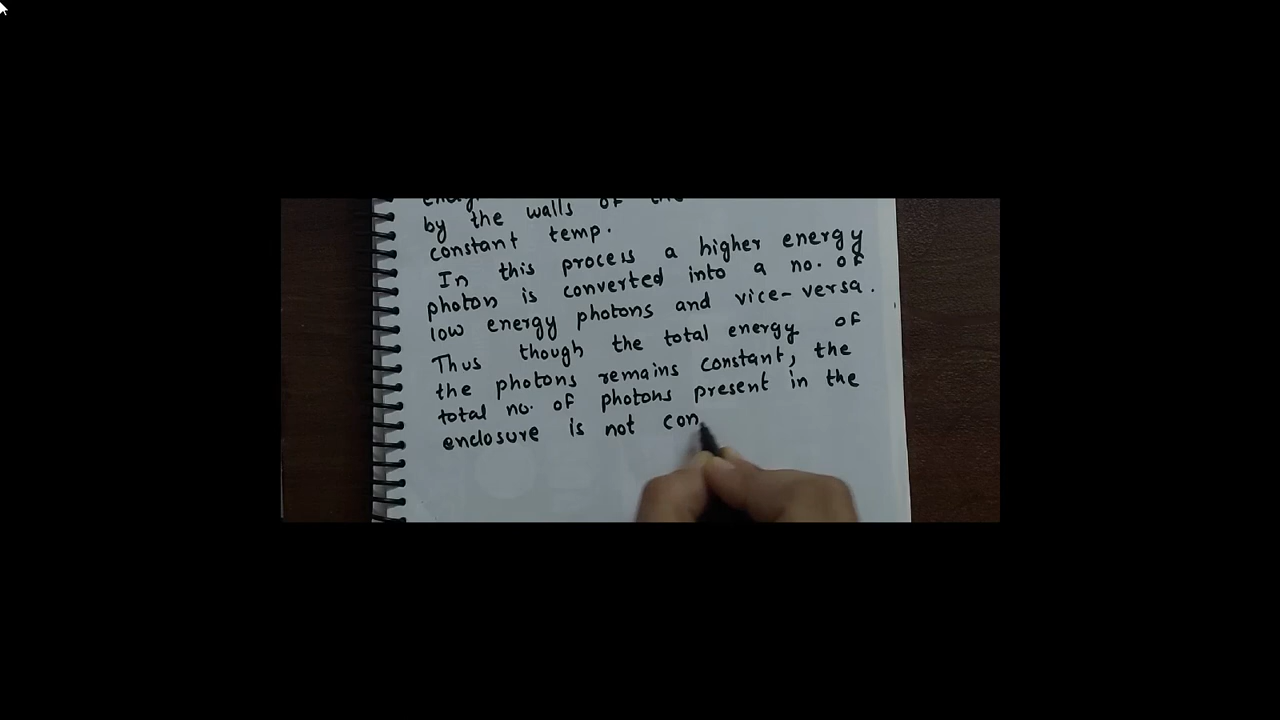 by the walls of the
constant temp.
In this process a higher energy
photon is converted into a no. of
low energy photons and vice-versa.
Thus though the total energy of
the photons remains constant, the
total no. of photons present in the
enclosure is not con